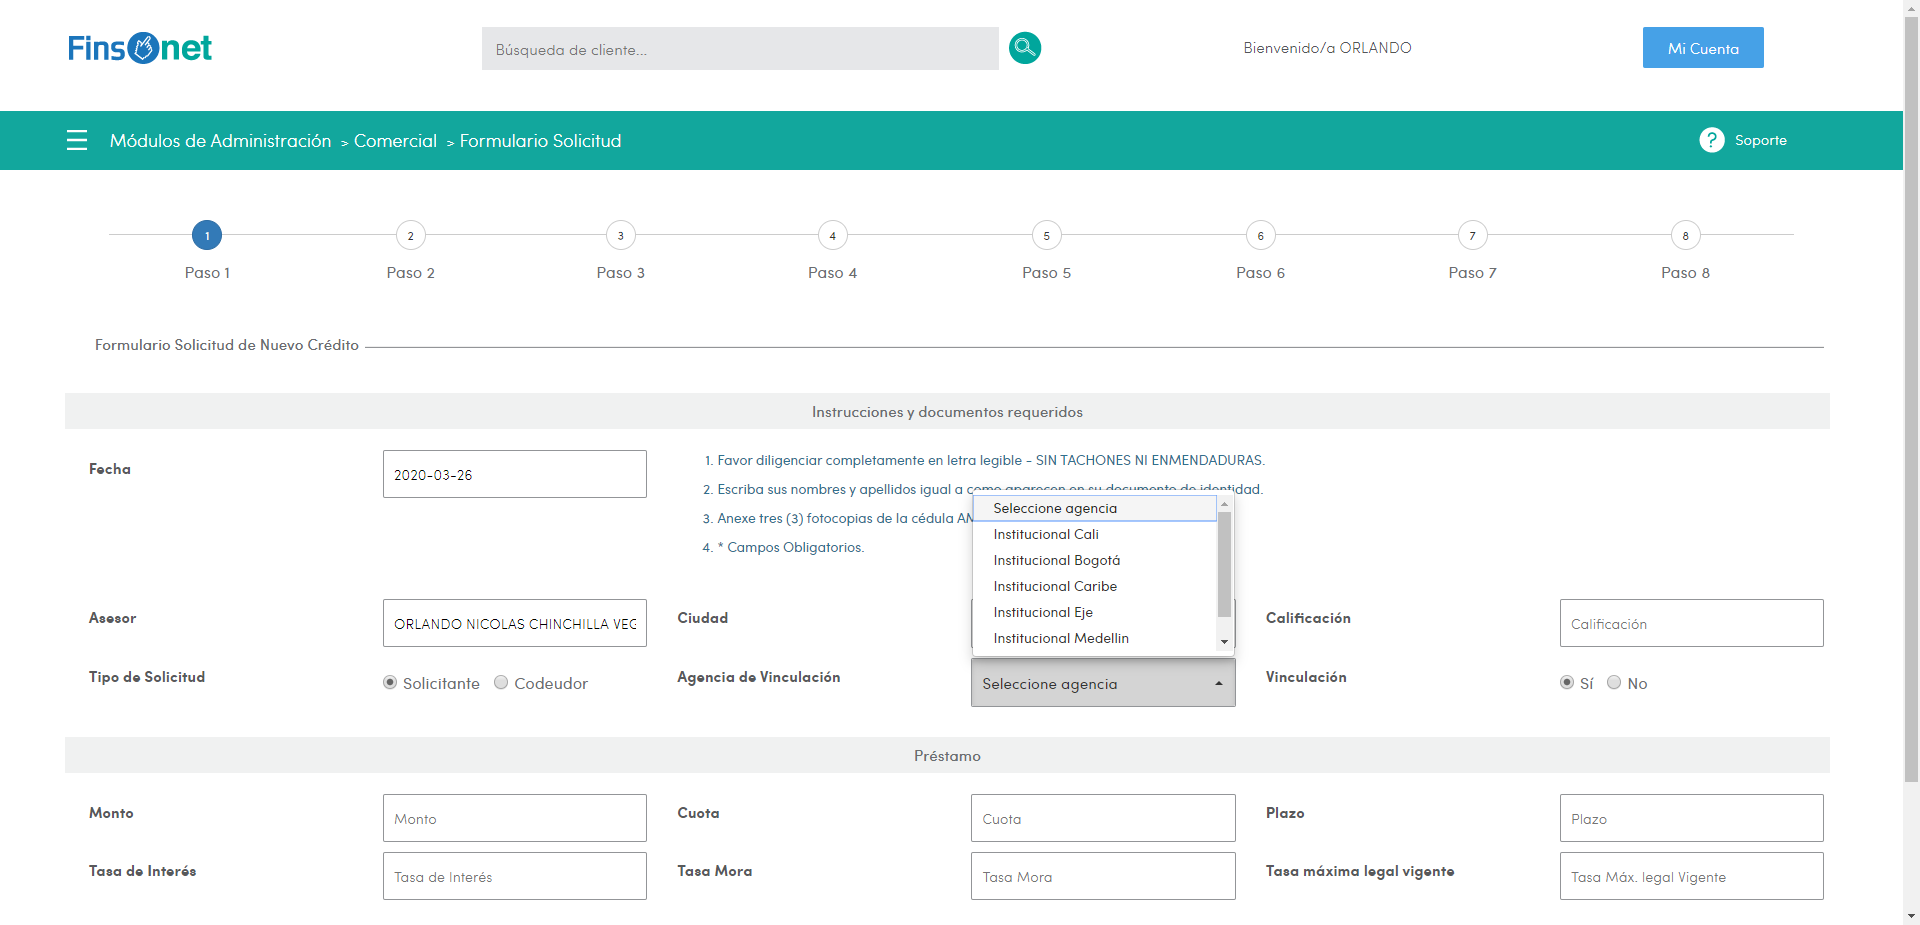 Finsonet
Búsqueda de cliente...
Bienvenido/a ORLANDO
Mi Cuenta
Módulos de Administración > Comercial > Formulario Solicitud
? Soporte
1 2 3 4 5 6 7 8
Paso 1 Paso 2 Paso 3 Paso 4 Paso 5 Paso 6 Paso 7 Paso 8
Formulario Solicitud de Nuevo Crédito
Instrucciones y documentos requeridos
Fecha
2020-03-26
1. Favor diligenciar completamente en letra legible - SIN TACHONES NI ENMENDADURAS.
2. Escriba sus nombres y apellidos igual a como aparecen en su documento de identidad.
3. Anexe tres (3) fotocopias de la cédula
4. * Campos Obligatorios.
Seleccione agencia
Institucional Cali
Institucional Bogotá
Institucional Caribe
Institucional Eje
Institucional Medellin
Asesor
ORLANDO NICOLAS CHINCHILLA VEG
Ciudad
Calificación
Calificación
Tipo de Solicitud
Solicitante Codeudor
Agencia de Vinculación
Seleccione agencia
Vinculación
Sí No
Préstamo
Monto
Monto
Cuota
Cuota
Plazo
Plazo
Tasa de Interés
Tasa de Interés
Tasa Mora
Tasa Mora
Tasa máxima legal vigente
Tasa Máx. legal Vigente